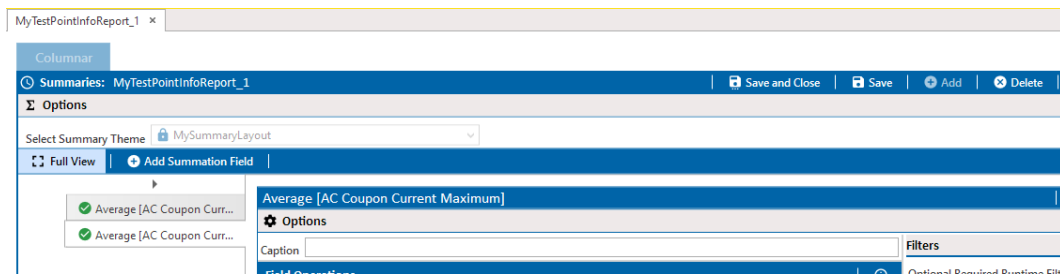 MyTestPointInfoReport_1 ×
Columnar
Summaries: MyTestPointInfoReport_1
Save and Close
Save
Add
Delete
Σ Options
Select Summary Theme
MySummaryLayout
Full View
Add Summation Field
Average [AC Coupon Curr...
Average [AC Coupon Curr...
Average [AC Coupon Current Maximum]
Options
Caption
Filters
Field Operations
Optional Required Runtime Filt